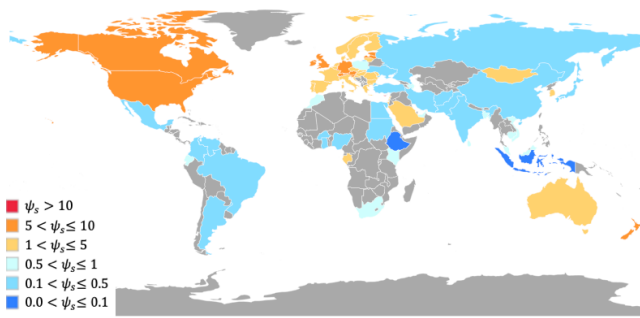 ψₛ > 10
5 < ψₛ ≤ 10
1 < ψₛ ≤ 5
0.5 < ψₛ ≤ 1
0.1 < ψₛ ≤ 0.5
0.0 < ψₛ ≤ 0.1